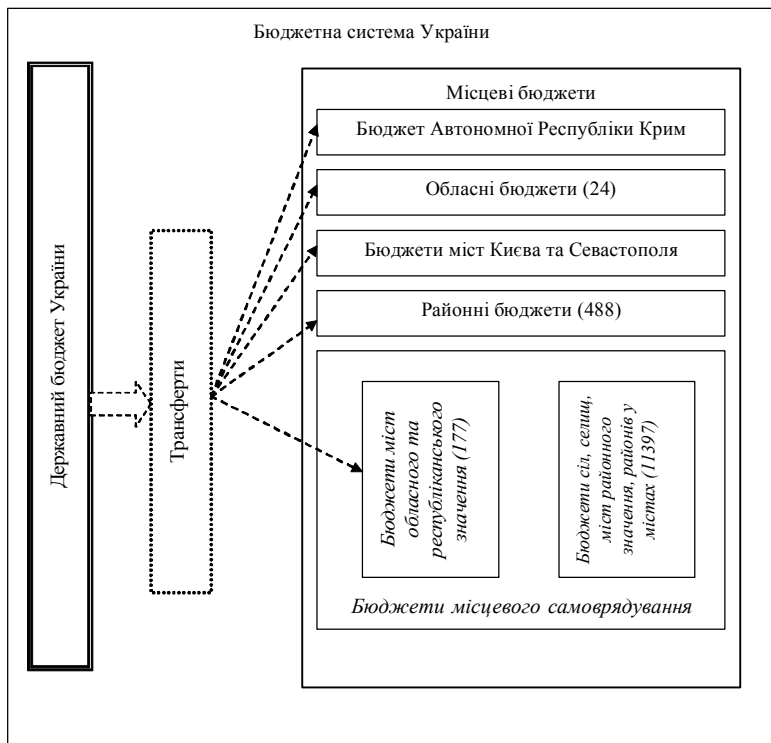 Бюджетна система України
Державний бюджет України
Трансферти
Місцеві бюджети
Бюджет Автономної Республіки Крим
Обласні бюджети (24)
Бюджети міст Києва та Севастополя
Районні бюджети (488)
Бюджети міст
обласного та
республіканського
значення (177)
Бюджети сіл, селищ,
міст районного
значення, районів у
містах (11397)
Бюджети місцевого самоврядування